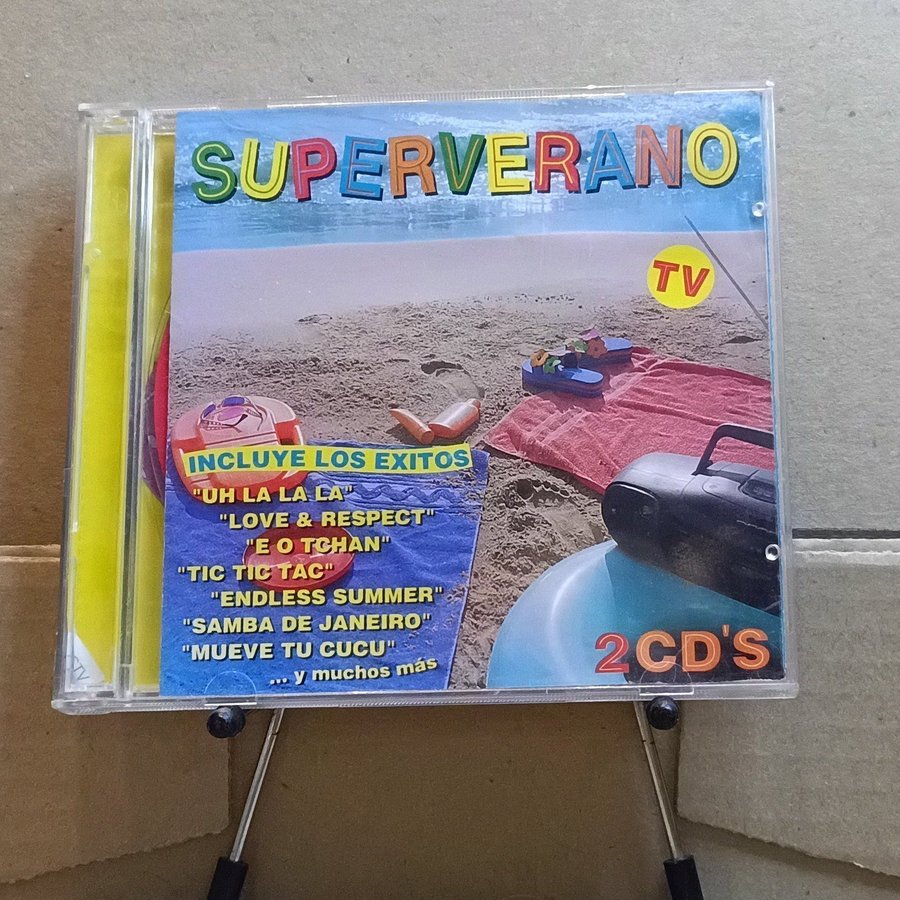 SUPERVERANO
TV
INCLUYE LOS EXITOS
"UH LA LA LA"
"LOVE & RESPECT"
"E O TCHAN"
"TIC TIC TAC"
"ENDLESS SUMMER"
"SAMBA DE JANEIRO"
"MUEVE TU CUCU"
... y muchos más
2 CD'S